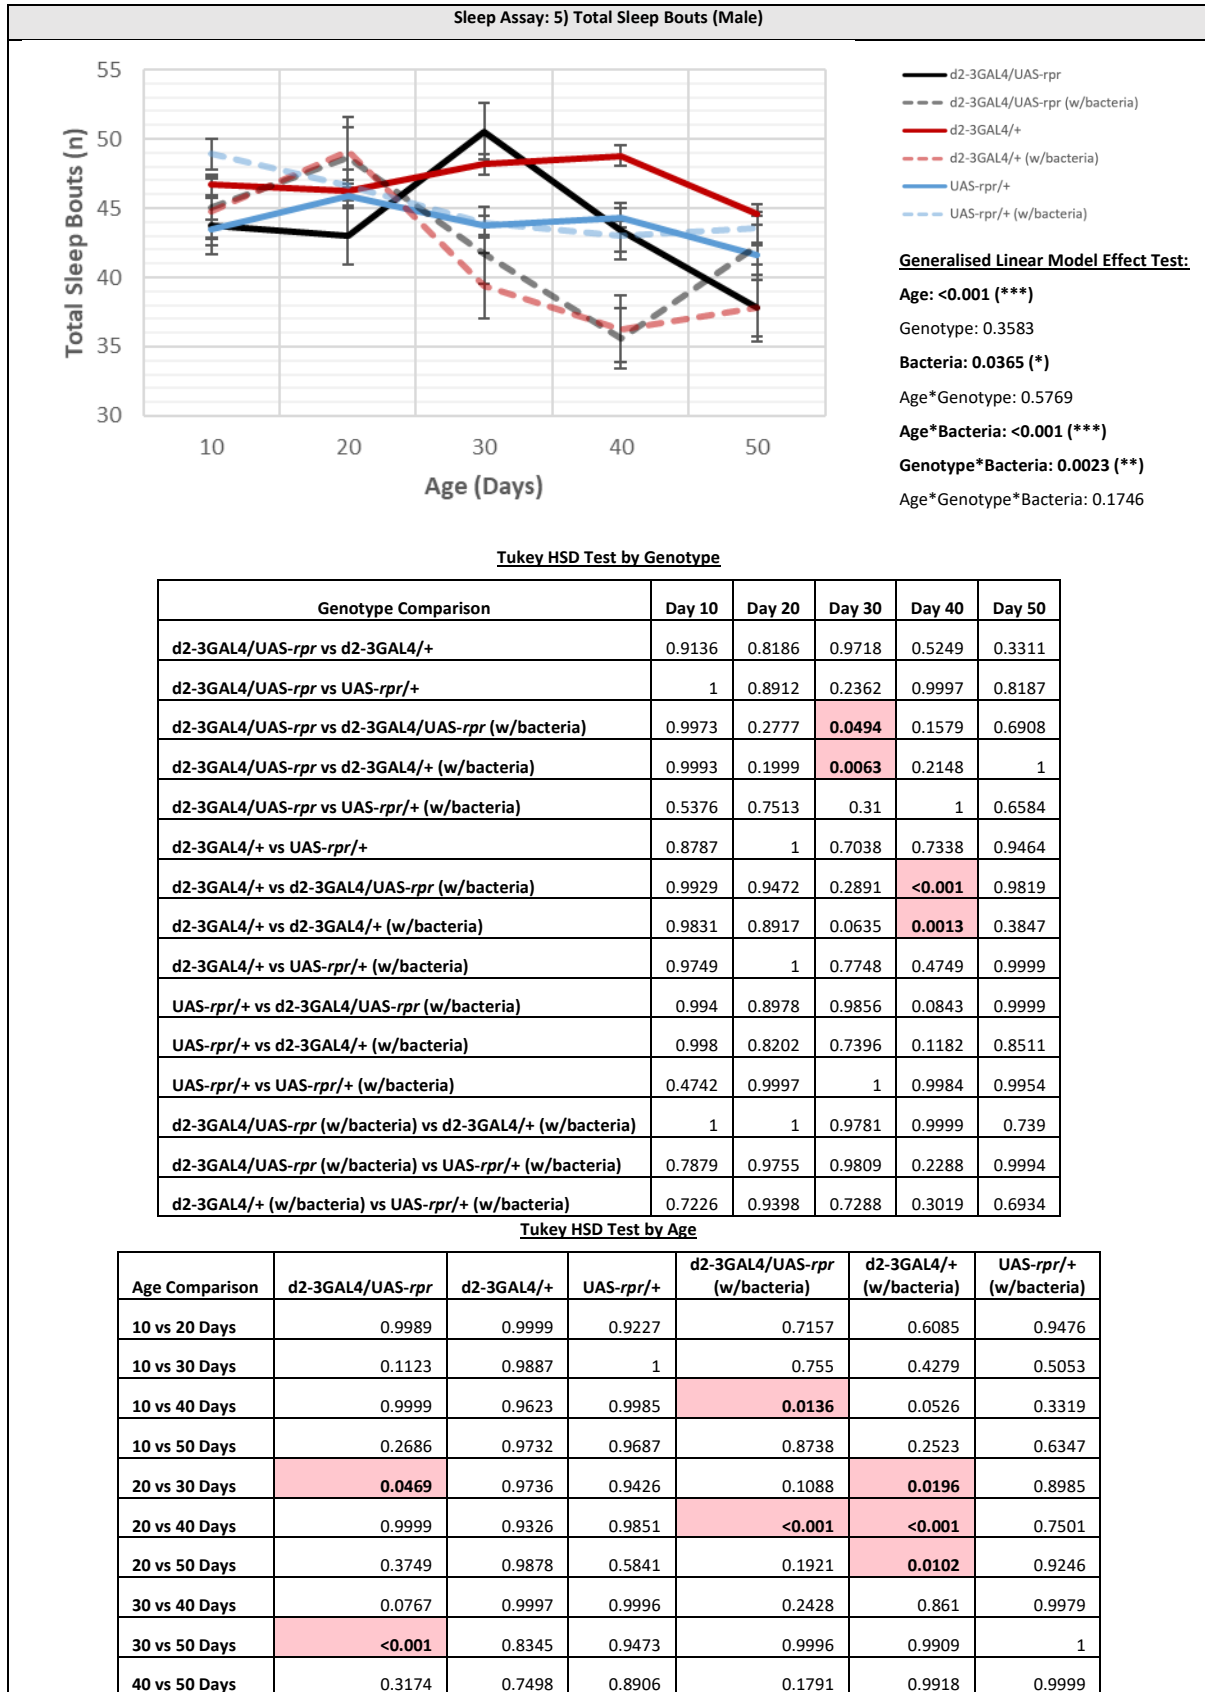 Sleep Assay: 5) Total Sleep Bouts (Male)
55
50
45
40
35
30
Total Sleep Bouts (n)
10 20 30 40 50
Age (Days)
d2-3GAL4/UAS-rpr
d2-3GAL4/UAS-rpr (w/bacteria)
d2-3GAL4/+
d2-3GAL4/+ (w/bacteria)
UAS-rpr/+
UAS-rpr/+ (w/bacteria)
Generalised Linear Model Effect Test:
Age: <0.001 (***)
Genotype: 0.3583
Bacteria: 0.0365 (*)
Age*Genotype: 0.5769
Age*Bacteria: <0.001 (***)
Genotype*Bacteria: 0.0023 (**)
Age*Genotype*Bacteria: 0.1746
Tukey HSD Test by Genotype
Genotype Comparison Day 10 Day 20 Day 30 Day 40 Day 50
d2-3GAL4/UAS-rpr vs d2-3GAL4/+ 0.9136 0.8186 0.9718 0.5249 0.3311
d2-3GAL4/UAS-rpr vs UAS-rpr/+ 1 0.8912 0.2362 0.9997 0.8187
d2-3GAL4/UAS-rpr vs d2-3GAL4/UAS-rpr (w/bacteria) 0.9973 0.2777 0.0494 0.1579 0.6908
d2-3GAL4/UAS-rpr vs d2-3GAL4/+ (w/bacteria) 0.9993 0.1999 0.0063 0.2148 1
d2-3GAL4/UAS-rpr vs UAS-rpr/+ (w/bacteria) 0.5376 0.7513 0.31 1 0.6584
d2-3GAL4/+ vs UAS-rpr/+ 0.8787 1 0.7038 0.7338 0.9464
d2-3GAL4/+ vs d2-3GAL4/UAS-rpr (w/bacteria) 0.9929 0.9472 0.2891 <0.001 0.9819
d2-3GAL4/+ vs d2-3GAL4/+ (w/bacteria) 0.9831 0.8917 0.0635 0.0013 0.3847
d2-3GAL4/+ vs UAS-rpr/+ (w/bacteria) 0.9749 1 0.7748 0.4749 0.9999
UAS-rpr/+ vs d2-3GAL4/UAS-rpr (w/bacteria) 0.994 0.8978 0.9856 0.0843 0.9999
UAS-rpr/+ vs d2-3GAL4/+ (w/bacteria) 0.998 0.8202 0.7396 0.1182 0.8511
UAS-rpr/+ vs UAS-rpr/+ (w/bacteria) 0.4742 0.9997 1 0.9984 0.9954
d2-3GAL4/UAS-rpr (w/bacteria) vs d2-3GAL4/+ (w/bacteria) 1 1 0.9781 0.9999 0.739
d2-3GAL4/UAS-rpr (w/bacteria) vs UAS-rpr/+ (w/bacteria) 0.7879 0.9755 0.9809 0.2288 0.9994
d2-3GAL4/+ (w/bacteria) vs UAS-rpr/+ (w/bacteria) 0.7226 0.9398 0.7288 0.3019 0.6934
Tukey HSD Test by Age
Age Comparison d2-3GAL4/UAS-rpr d2-3GAL4/+ UAS-rpr/+ d2-3GAL4/UAS-rpr (w/bacteria) d2-3GAL4/+ (w/bacteria) UAS-rpr/+ (w/bacteria)
10 vs 20 Days 0.9989 0.9999 0.9227 0.7157 0.6085 0.9476
10 vs 30 Days 0.1123 0.9887 1 0.755 0.4279 0.5053
10 vs 40 Days 0.9999 0.9623 0.9985 0.0136 0.0526 0.3319
10 vs 50 Days 0.2686 0.9732 0.9687 0.8738 0.2523 0.6347
20 vs 30 Days 0.0469 0.9736 0.9426 0.1088 0.0196 0.8985
20 vs 40 Days 0.9999 0.9326 0.9851 <0.001 <0.001 0.7501
20 vs 50 Days 0.3749 0.9878 0.5841 0.1921 0.0102 0.9246
30 vs 40 Days 0.0767 0.9997 0.9996 0.2428 0.861 0.9979
30 vs 50 Days <0.001 0.8345 0.9473 0.9996 0.9909 1
40 vs 50 Days 0.3174 0.7498 0.8906 0.1791 0.9918 0.9999